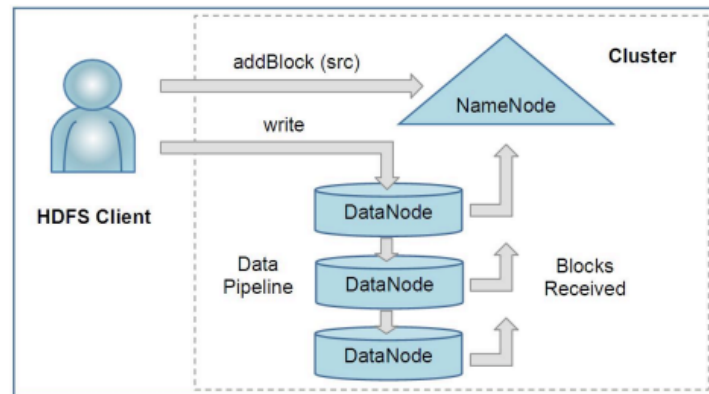 addBlock (src)
Cluster
NameNode
write
HDFS Client
DataNode
Data
Pipeline
DataNode
Blocks
Received
DataNode